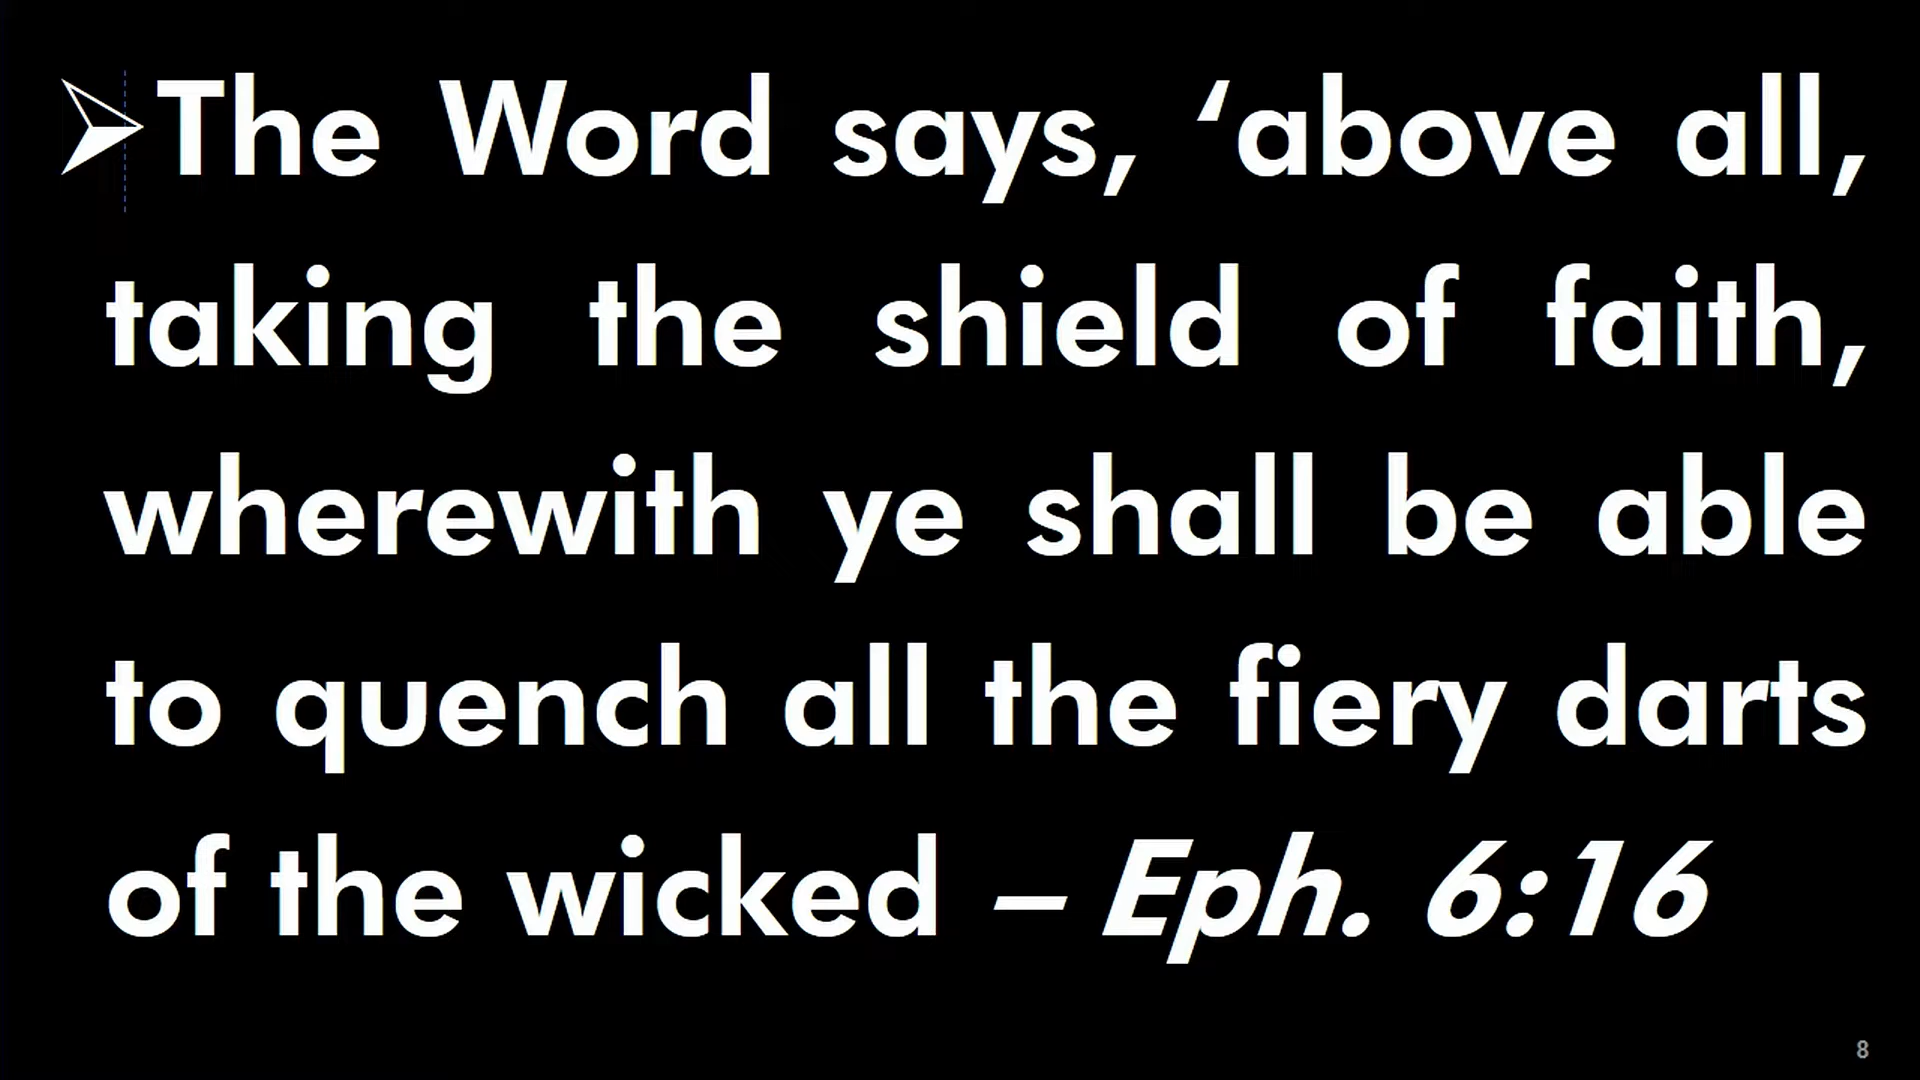 ➢The Word says, ‘above all,
taking the shield of faith,
wherewith ye shall be able
to quench all the fiery darts
of the wicked – Eph. 6:16
8